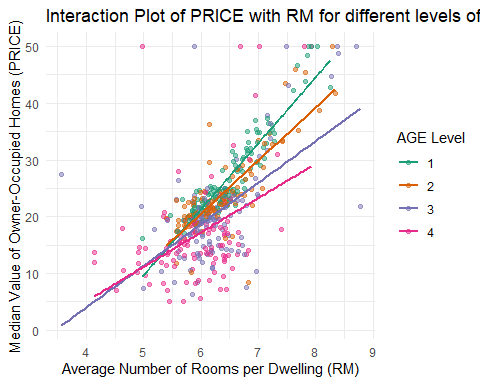 Interaction Plot of PRICE with RM for different levels of
Median Value of Owner-Occupied Homes (PRICE)
50
40
30
20
10
0
4 5 6 7 8 9
Average Number of Rooms per Dwelling (RM)
AGE Level
1
2
3
4